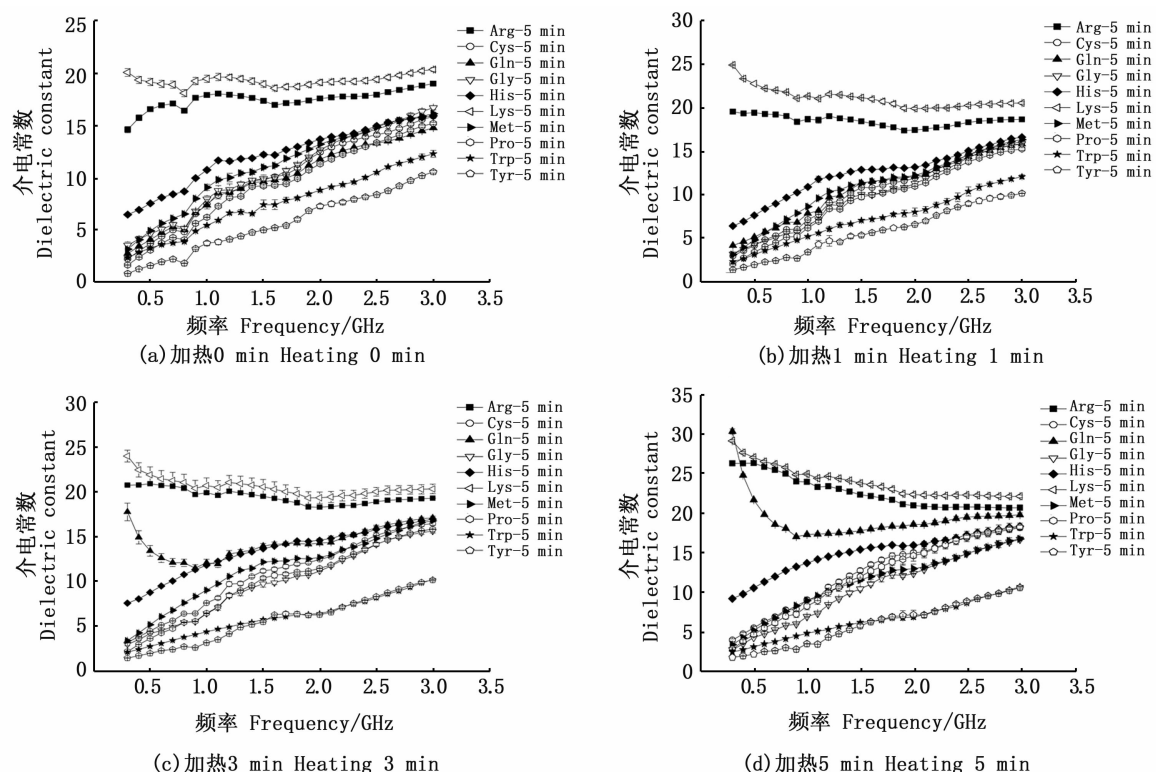 介电常数
Dielectric constant
30
25
20
15
10
5
0
0.5 1.0 1.5 2.0 2.5 3.0 3.5
频率 Frequency/GHz
Arg-5 min
Cys-5 min
Gln-5 min
Gly-5 min
His-5 min
Lys-5 min
Met-5 min
Pro-5 min
Trp-5 min
Tyr-5 min
(a)加热0 min Heating 0 min
介电常数
Dielectric constant
30
25
20
15
10
5
0
0.5 1.0 1.5 2.0 2.5 3.0 3.5
频率 Frequency/GHz
Arg-5 min
Cys-5 min
Gln-5 min
Gly-5 min
His-5 min
Lys-5 min
Met-5 min
Pro-5 min
Trp-5 min
Tyr-5 min
(b)加热1 min Heating 1 min
介电常数
Dielectric constant
30
25
20
15
10
5
0
0.5 1.0 1.5 2.0 2.5 3.0 3.5
频率 Frequency/GHz
Arg-5 min
Cys-5 min
Gln-5 min
Gly-5 min
His-5 min
Lys-5 min
Met-5 min
Pro-5 min
Trp-5 min
Tyr-5 min
(c)加热3 min Heating 3 min
介电常数
Dielectric constant
35
30
25
20
15
10
5
0
0.5 1.0 1.5 2.0 2.5 3.0 3.5
频率 Frequency/GHz
Arg-5 min
Cys-5 min
Gln-5 min
Gly-5 min
His-5 min
Lys-5 min
Met-5 min
Pro-5 min
Trp-5 min
Tyr-5 min
(d)加热5 min Heating 5 min